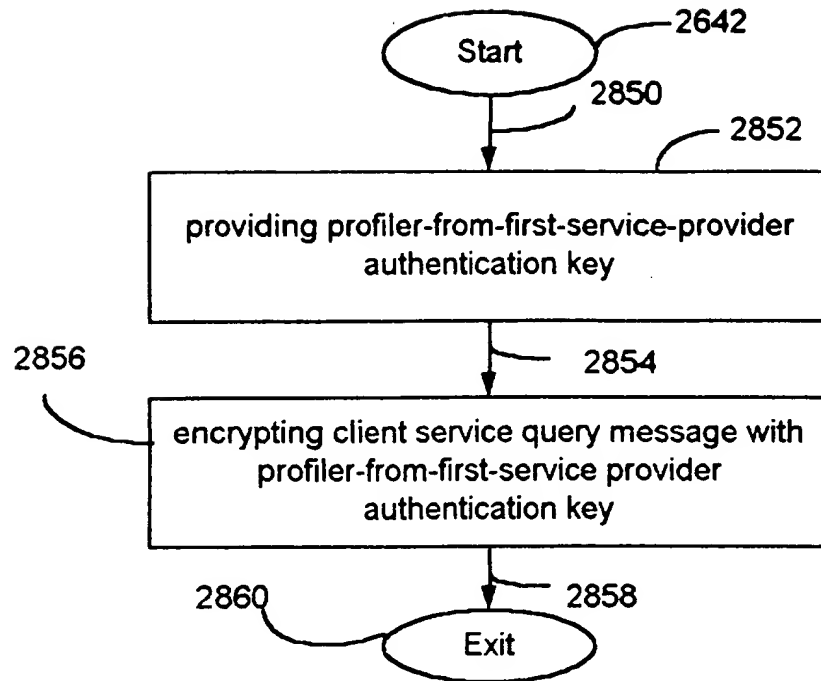 Start
2642
2850
2852
providing profiler-from-first-service-provider
authentication key
2854
2856
encrypting client service query message with
profiler-from-first-service provider
authentication key
2858
2860
Exit